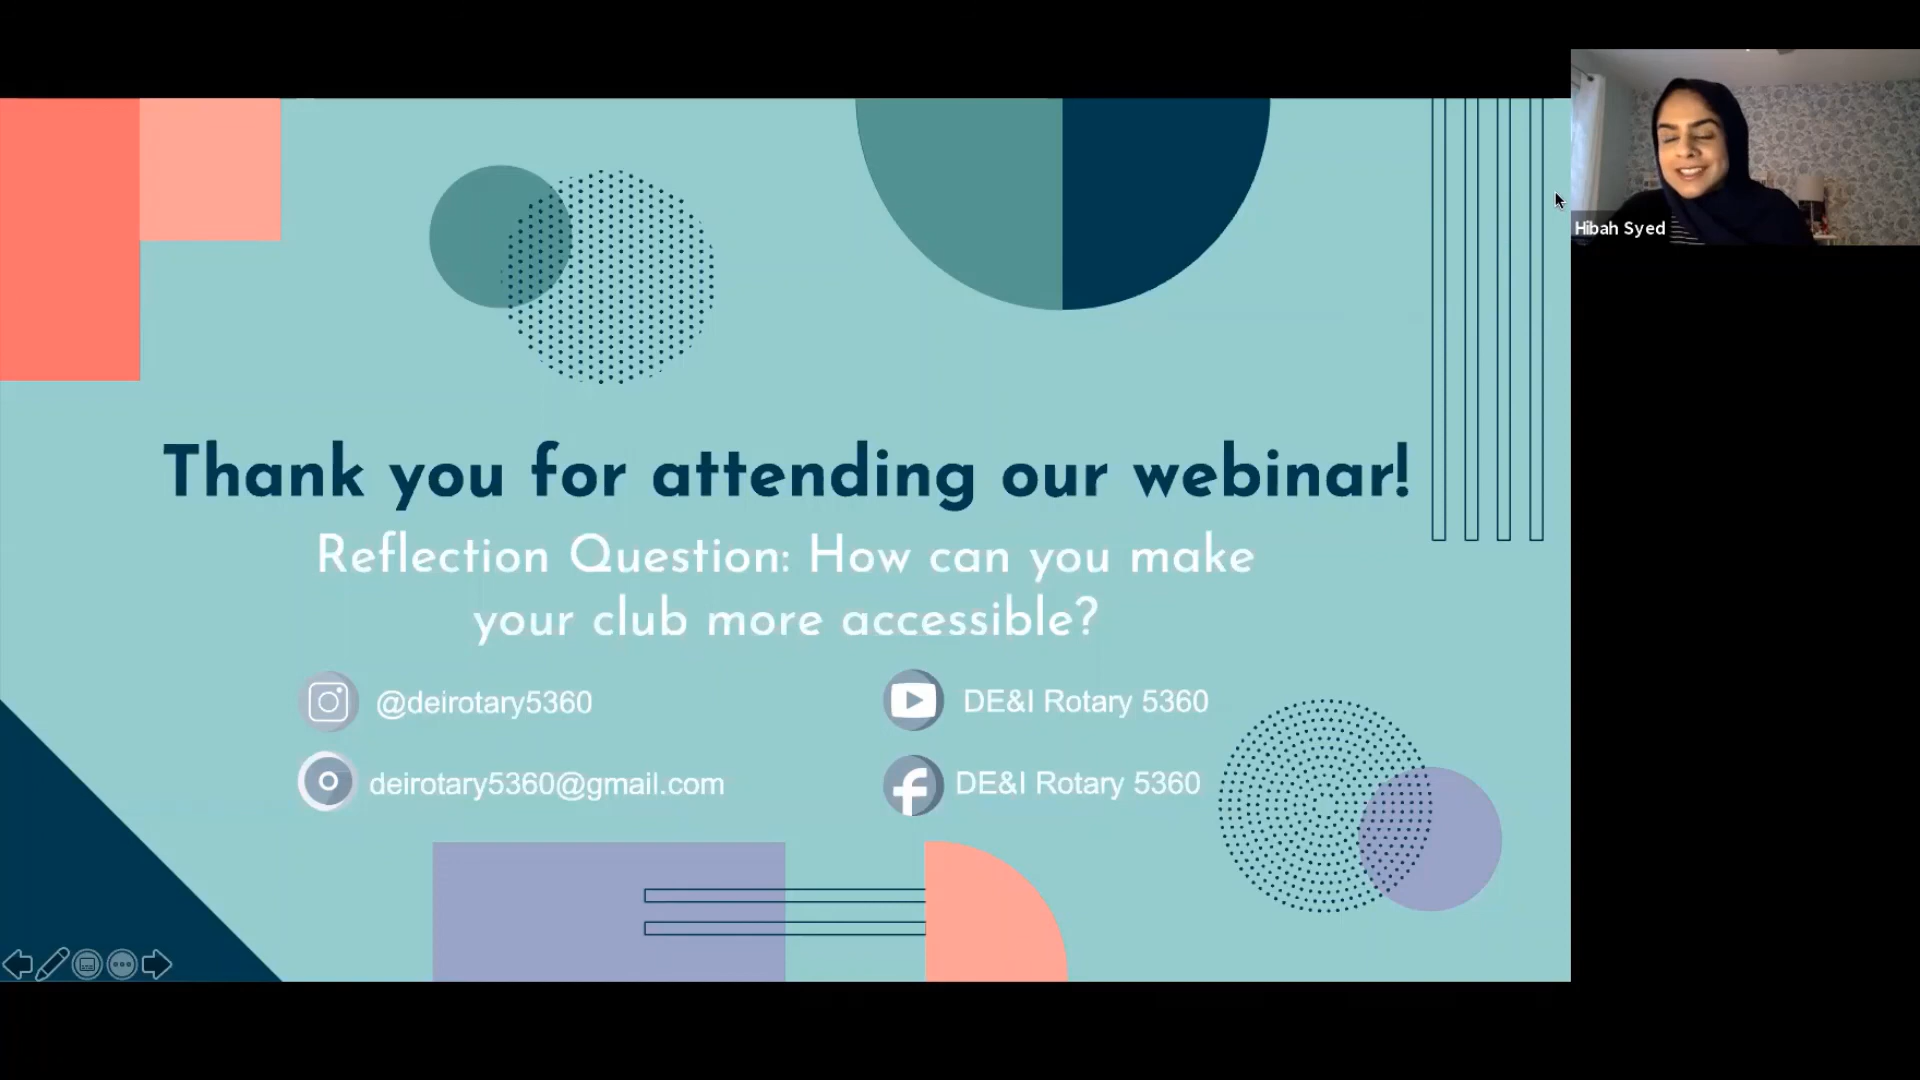 Hibah Syed
Thank you for attending our webinar!
Reflection Question: How can you make
your club more accessible?
@deirotary5360
DE&I Rotary 5360
deirotary5360@gmail.com
DE&I Rotary 5360